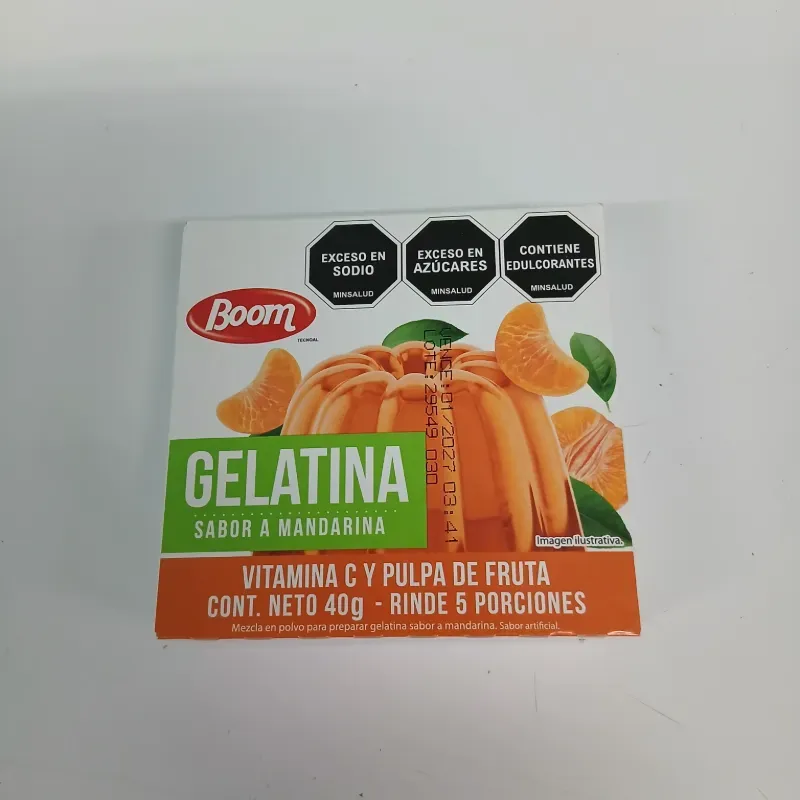 EXCESO EN
SODIO
MINSALUD
EXCESO EN
AZÚCARES
MINSALUD
CONTIENE
EDULCORANTES
MINSALUD
Boom
TECNOAL
VENCE:01/2027 03:41
LOTE:29549 030
GELATINA
SABOR A MANDARINA
Imagen ilustrativa.
VITAMINA C Y PULPA DE FRUTA
CONT. NETO 40g - RINDE 5 PORCIONES
Mezcla en polvo para preparar gelatina sabor a mandarina. Sabor artificial.